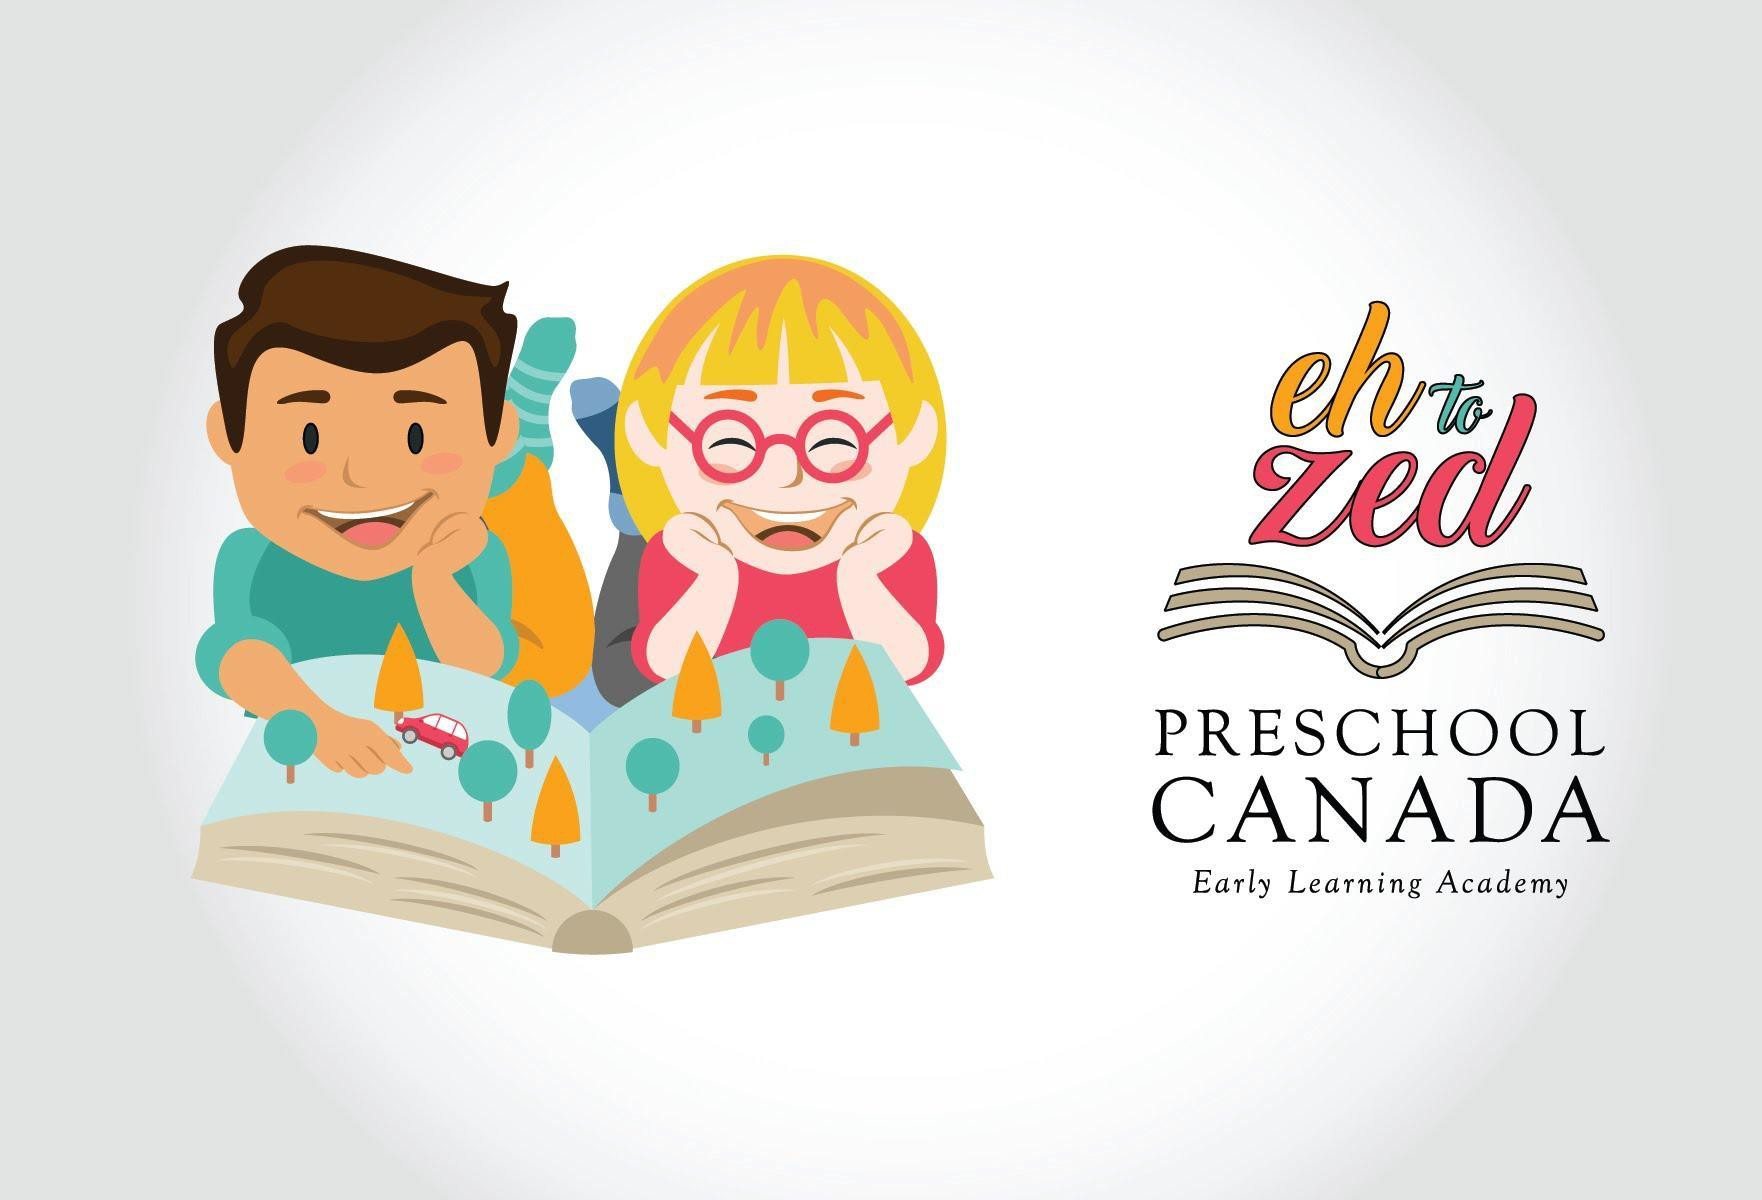 eh to
zed
PRESCHOOL
CANADA
Early Learning Academy